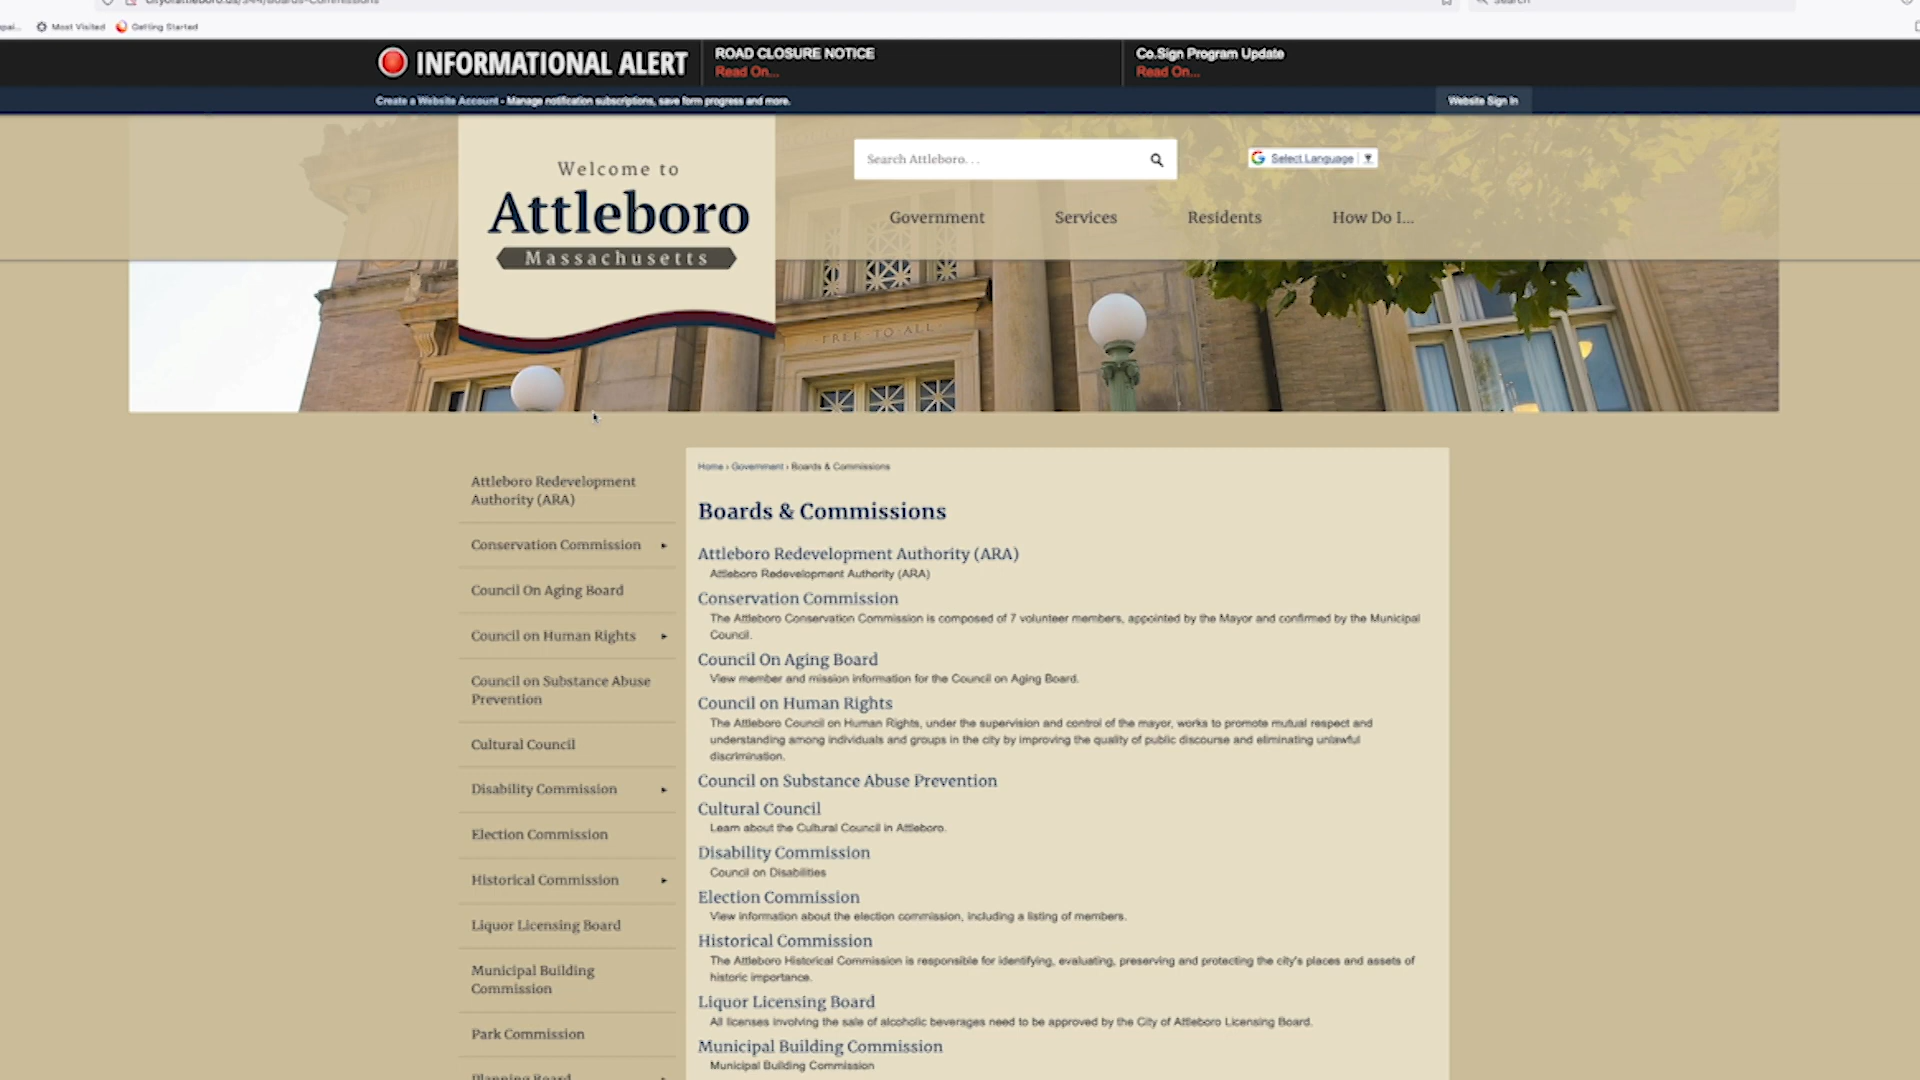 Most Visited
Getting Started
INFORMATIONAL ALERT
ROAD CLOSURE NOTICE
Read On...
Co.Sign Program Update
Read On...
Create a Website Account - Manage notification subscriptions, save form progress and more.
Website Sign In
Welcome to
Attleboro
Massachusetts
Search Attleboro...
Select Language
Government
Services
Residents
How Do I...
FREE TO ALL
Attleboro Redevelopment
Authority (ARA)
Conservation Commission
Council On Aging Board
Council on Human Rights
Council on Substance Abuse
Prevention
Cultural Council
Disability Commission
Election Commission
Historical Commission
Liquor Licensing Board
Municipal Building
Commission
Park Commission
Planning Board
Home › Government › Boards & Commissions
Boards & Commissions
Attleboro Redevelopment Authority (ARA)
Attleboro Redevelopment Authority (ARA)
Conservation Commission
The Attleboro Conservation Commission is composed of 7 volunteer members, appointed by the Mayor and confirmed by the Municipal
Council.
Council On Aging Board
View member and mission information for the Council on Aging Board.
Council on Human Rights
The Attleboro Council on Human Rights, under the supervision and control of the mayor, works to promote mutual respect and
understanding among individuals and groups in the city by improving the quality of public discourse and eliminating unlawful
discrimination.
Council on Substance Abuse Prevention
Cultural Council
Learn about the Cultural Council in Attleboro.
Disability Commission
Council on Disabilities
Election Commission
View information about the election commission, including a listing of members.
Historical Commission
The Attleboro Historical Commission is responsible for identifying, evaluating, preserving and protecting the city's places and assets of
historic importance.
Liquor Licensing Board
All licenses involving the sale of alcoholic beverages need to be approved by the City of Attleboro Licensing Board.
Municipal Building Commission
Municipal Building Commission